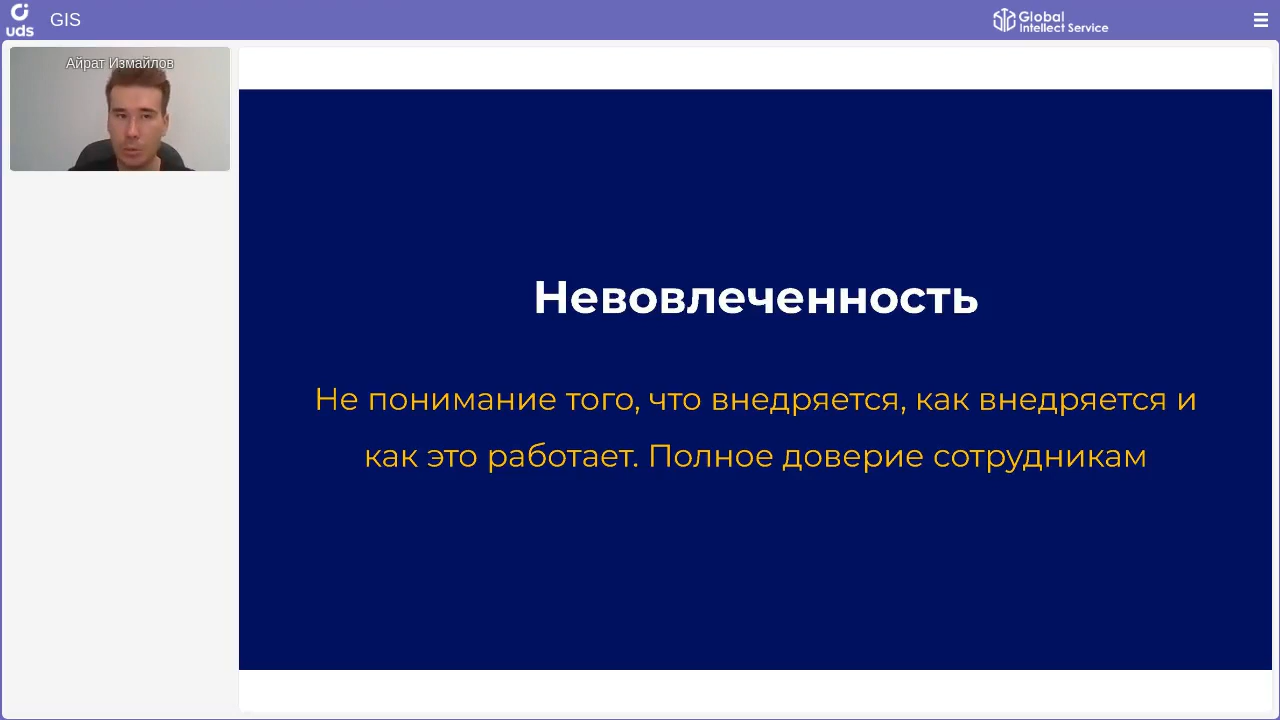 uds
GIS
Global
Intellect Service
Айрат Измайлов
Невовлеченность
Не понимание того, что внедряется, как внедряется и
как это работает. Полное доверие сотрудникам